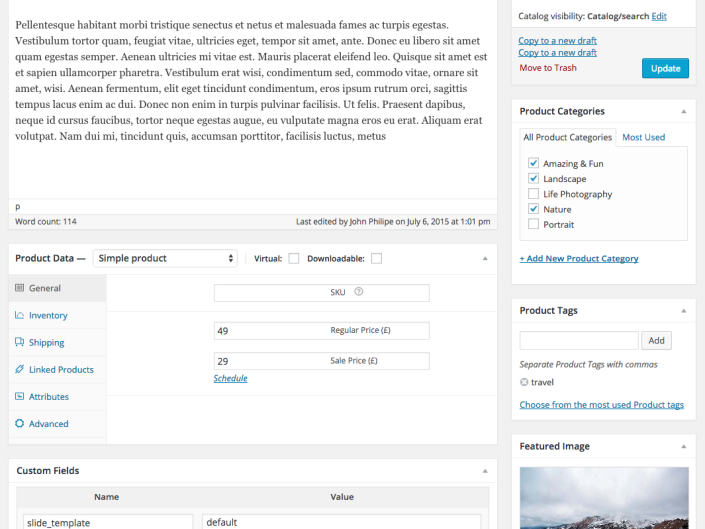 Pellentesque habitant morbi tristique senectus et netus et malesuada fames ac turpis egestas.
Vestibulum tortor quam, feugiat vitae, ultricies eget, tempor sit amet, ante. Donec eu libero sit amet
quam egestas semper. Aenean ultricies mi vitae est. Mauris placerat eleifend leo. Quisque sit amet est
et sapien ullamcorper pharetra. Vestibulum erat wisi, condimentum sed, commodo vitae, ornare sit
amet, wisi. Aenean fermentum, elit eget tincidunt condimentum, eros ipsum rutrum orci, sagittis
tempus lacus enim ac dui. Donec non enim in turpis pulvinar facilisis. Ut felis. Praesent dapibus,
neque id cursus faucibus, tortor neque egestas augue, eu vulputate magna eros eu erat. Aliquam erat
volutpat. Nam dui mi, tincidunt quis, accumsan porttitor, facilisis luctus, metus
p
Word count: 114 Last edited by John Philipe on July 6, 2015 at 1:01 pm
Product Data — Simple product Virtual: Downloadable:
General
Inventory
Shipping
Linked Products
Attributes
Advanced
SKU
49 Regular Price (£)
29 Sale Price (£)
Schedule
Custom Fields
Name Value
slide_template default
Catalog visibility: Catalog/search Edit
Copy to a new draft
Copy to a new draft
Move to Trash Update
Product Categories
All Product Categories Most Used
Amazing & Fun
Landscape
Life Photography
Nature
Portrait
+ Add New Product Category
Product Tags
Add
Separate Product Tags with commas
travel
Choose from the most used Product tags
Featured Image